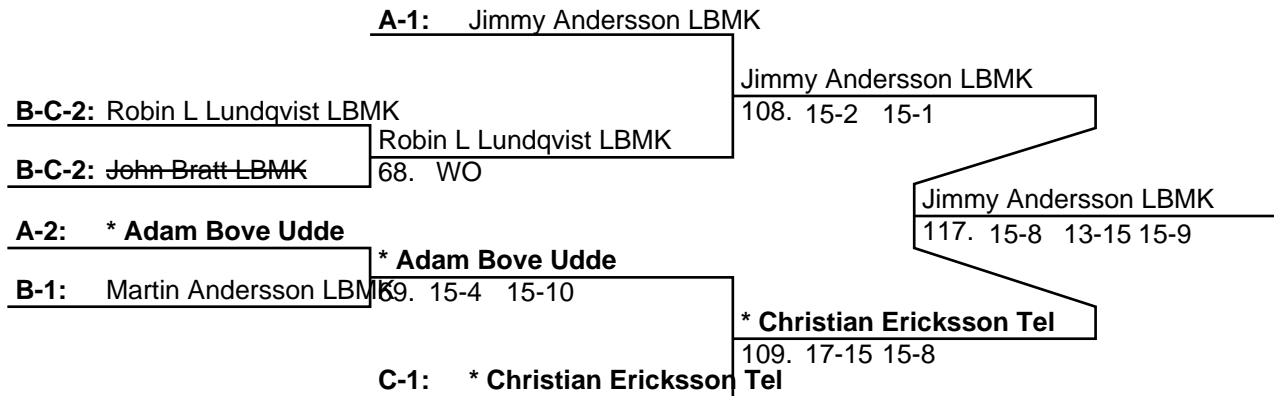 A-1: Jimmy Andersson LBMK
Jimmy Andersson LBMK
B-C-2: Robin L Lundqvist LBMK
108. 15-2 15-1
Robin L Lundqvist LBMK
B-C-2: John Bratt LBMK
68. WO
Jimmy Andersson LBMK
A-2: * Adam Bove Udde
117. 15-8 13-15 15-9
* Adam Bove Udde
B-1: Martin Andersson LBMK
69. 15-4 15-10
* Christian Ericksson Tel
109. 17-15 15-8
C-1: * Christian Ericksson Tel